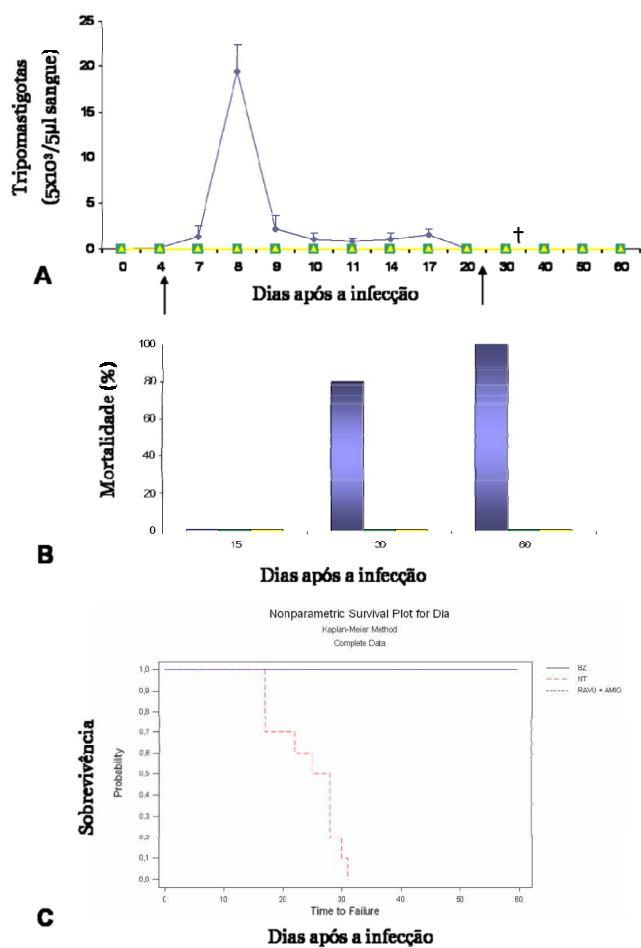 Tripomastigotas
(5x10³/5µl sangue)
25
20
15
10
5
0
0 4 7 8 9 10 11 14 17 20 30 40 50 60
†
A
Dias após a infecção
Mortalidade (%)
100
80
60
40
20
0
15 30 60
B
Dias após a infecção
Nonparametric Survival Plot for Dia
Kaplan-Meier Method
Complete Data
BZ
NT
RAVU + AMIO
Sobrevivência
Probability
1,0
0,9
0,8
0,7
0,6
0,5
0,4
0,3
0,2
0,1
0,0
0 10 20 30 40 50 60
Time to Failure
C
Dias após a infecção